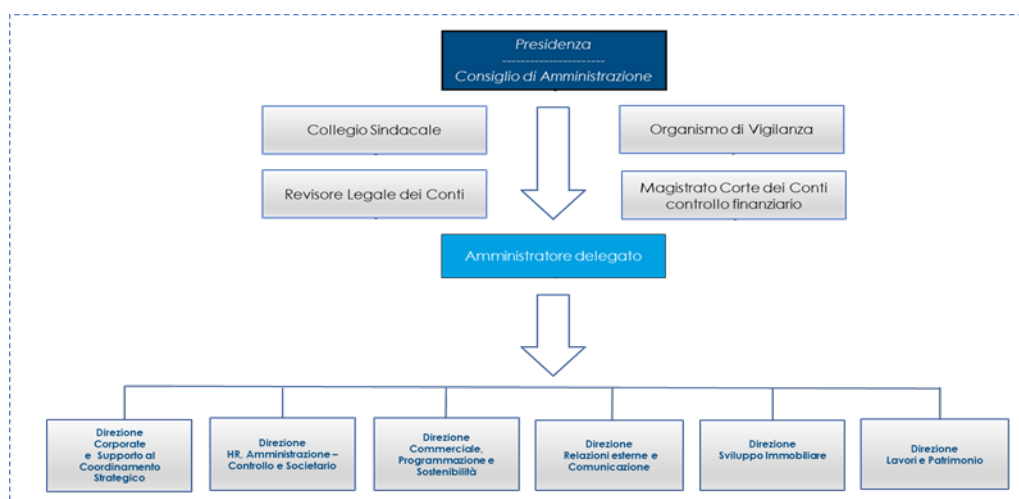 Presidenza
----------------------
Consiglio di Amministrazione
Collegio Sindacale
Organismo di Vigilanza
Revisore Legale dei Conti
Magistrato Corte dei Conti
controllo finanziario
Amministratore delegato
Direzione
Corporate
e Supporto al
Coordinamento
Strategico
Direzione
HR, Amministrazione –
Controllo e Societario
Direzione
Commerciale,
Programmazione e
Sostenibilità
Direzione
Relazioni esterne e
Comunicazione
Direzione
Sviluppo Immobiliare
Direzione
Lavori e Patrimonio